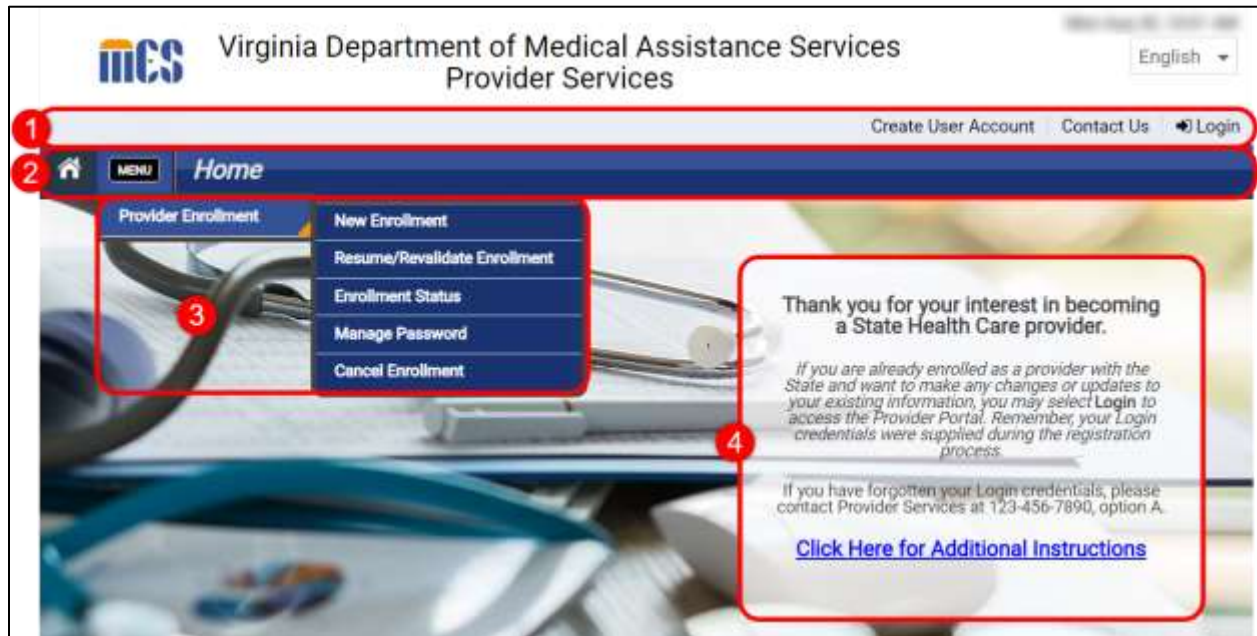 mes
Virginia Department of Medical Assistance Services
Provider Services
English
1
Create User Account Contact Us Login
2
MENU Home
Provider Enrollment
New Enrollment
Resume/Revalidate Enrollment
Enrollment Status
Manage Password
Cancel Enrollment
3
4
Thank you for your interest in becoming
a State Health Care provider.
If you are already enrolled as a provider with the
State and want to make any changes or updates to
your existing information, you may select Login to
access the Provider Portal. Remember, your Login
credentials were supplied during the registration
process.
If you have forgotten your Login credentials, please
contact Provider Services at 123-456-7890, option A.
Click Here for Additional Instructions